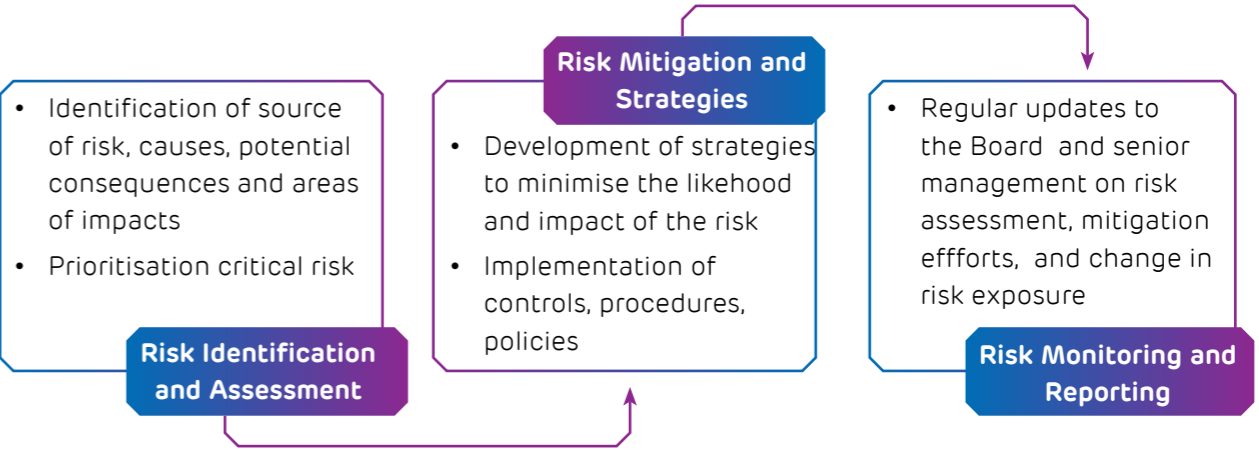 • Identification of source
of risk, causes, potential
consequences and areas
of impacts
• Prioritisation critical risk
Risk Identification
and Assessment
Risk Mitigation and
Strategies
• Development of strategies
to minimise the likehood
and impact of the risk
• Implementation of
controls, procedures,
policies
• Regular updates to
the Board and senior
management on risk
assessment, mitigation
effforts, and change in
risk exposure
Risk Monitoring and
Reporting